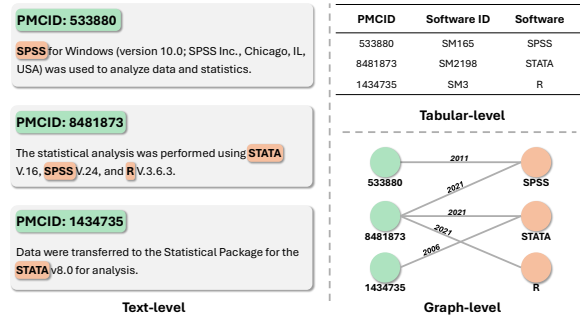 PMCID: 533880
SPSS for Windows (version 10.0; SPSS Inc., Chicago, IL,
USA) was used to analyze data and statistics.
PMCID: 8481873
The statistical analysis was performed using STATA
V.16, SPSS V.24, and R V.3.6.3.
PMCID: 1434735
Data were transferred to the Statistical Package for the
STATA v8.0 for analysis.
Text-level
PMCID Software ID Software
533880 SM165 SPSS
8481873 SM2198 STATA
1434735 SM3 R
Tabular-level
2011
533880
SPSS
2021
2021
8481873
STATA
2021
2006
1434735
R
Graph-level